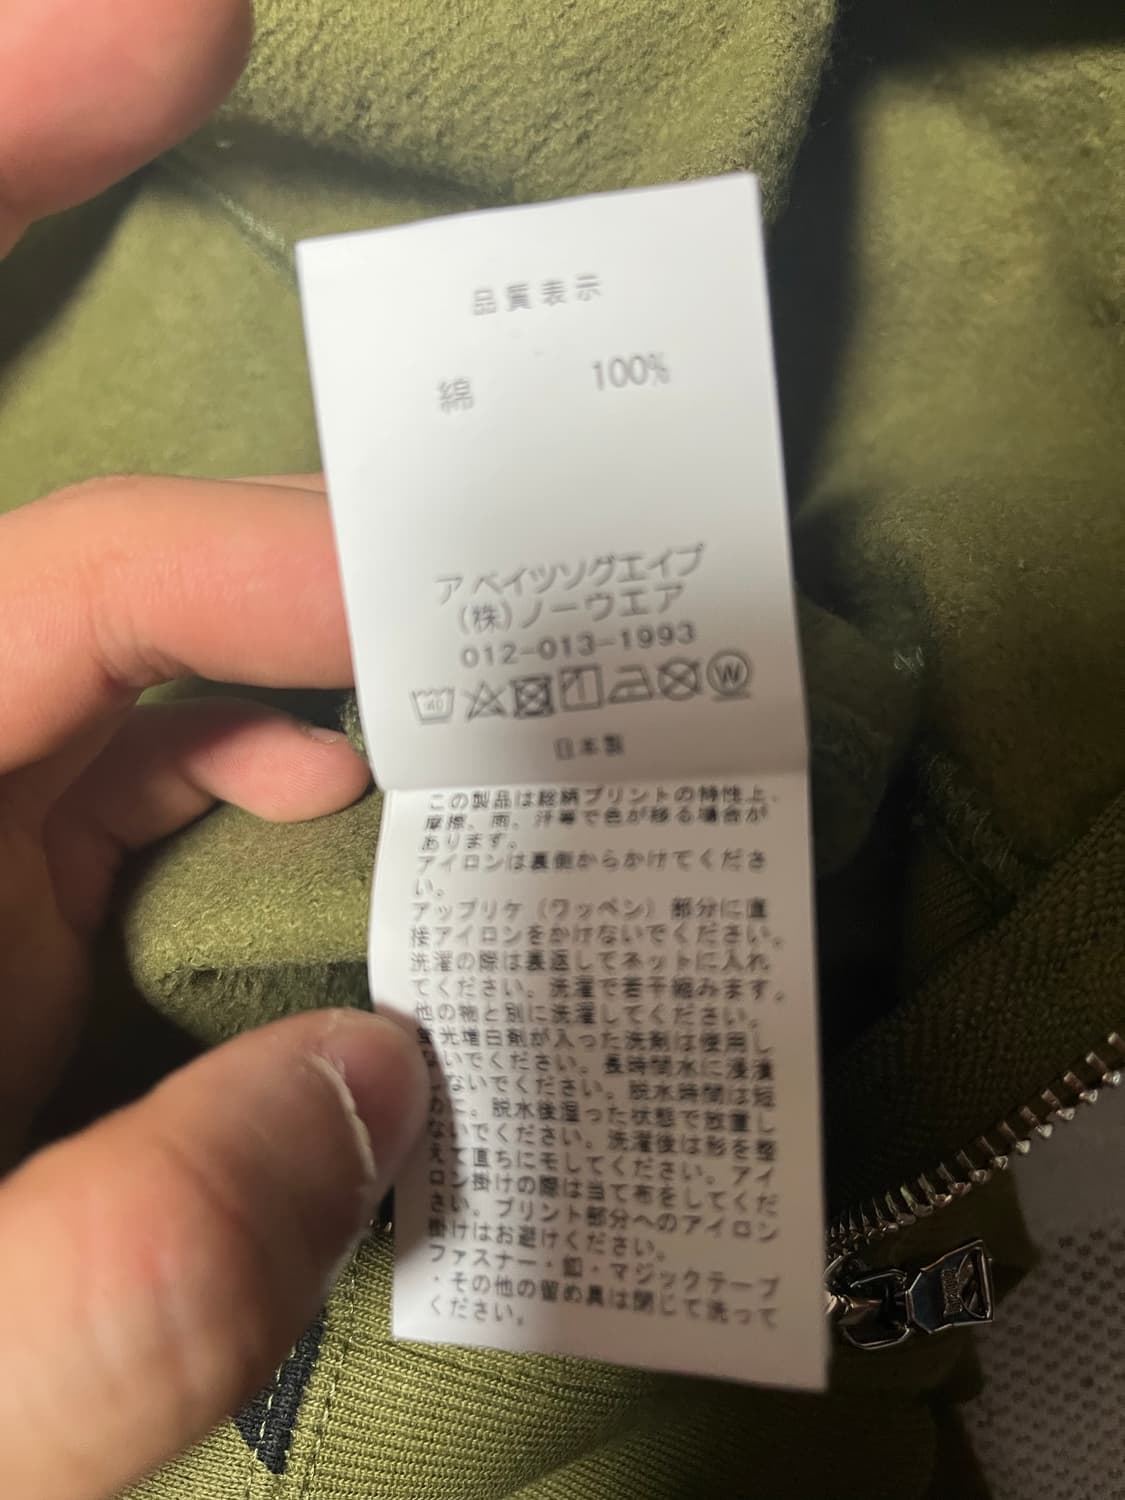 品質表示
綿 100%
ア ベイツソグエイプ
(株)ノーウエア
012-013-1993
40 W
日本製
この製品は総柄プリントの特性上、
摩擦、雨、汗等で色が移る場合が
あります。
アイロンは裏側からかけてくださ
い。
アップリケ（ワッペン）部分に直
接アイロンをかけないでください。
洗濯の際は裏返してネットに入れ
てください。洗濯で若干縮みます。
他の物と別に洗濯してください。
蛍光増白剤が入った洗剤は使用し
ないでください。長時間水に浸漬
しないでください。脱水時間は短
めに。脱水後湿った状態で放置し
ないでください。洗濯後は形を整
えて直ちに干してください。アイ
ロン掛けの際は当て布をしてくだ
さい。プリント部分へのアイロン
掛けはお避けください。
ファスナー・釦・マジックテープ
・その他の留め具は閉じて洗って
ください。